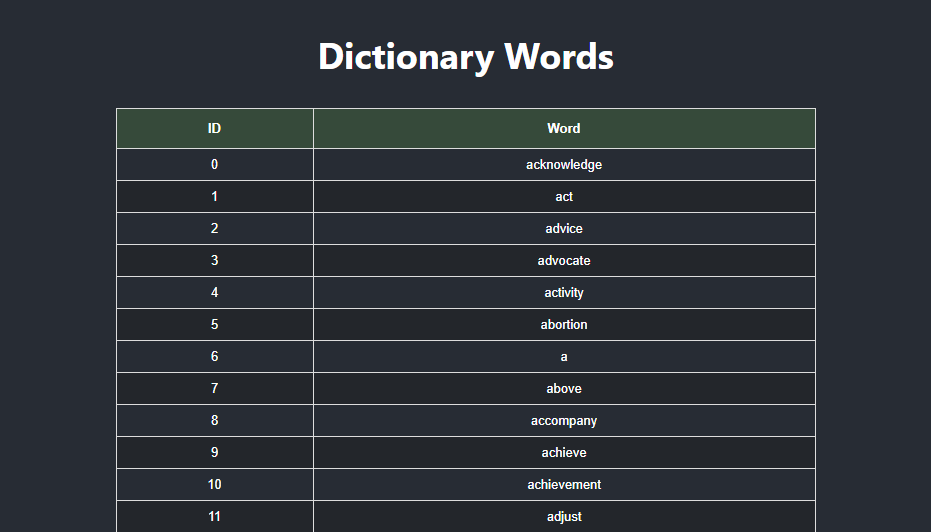 Dictionary Words
ID Word
0 acknowledge
1 act
2 advice
3 advocate
4 activity
5 abortion
6 a
7 above
8 accompany
9 achieve
10 achievement
11 adjust